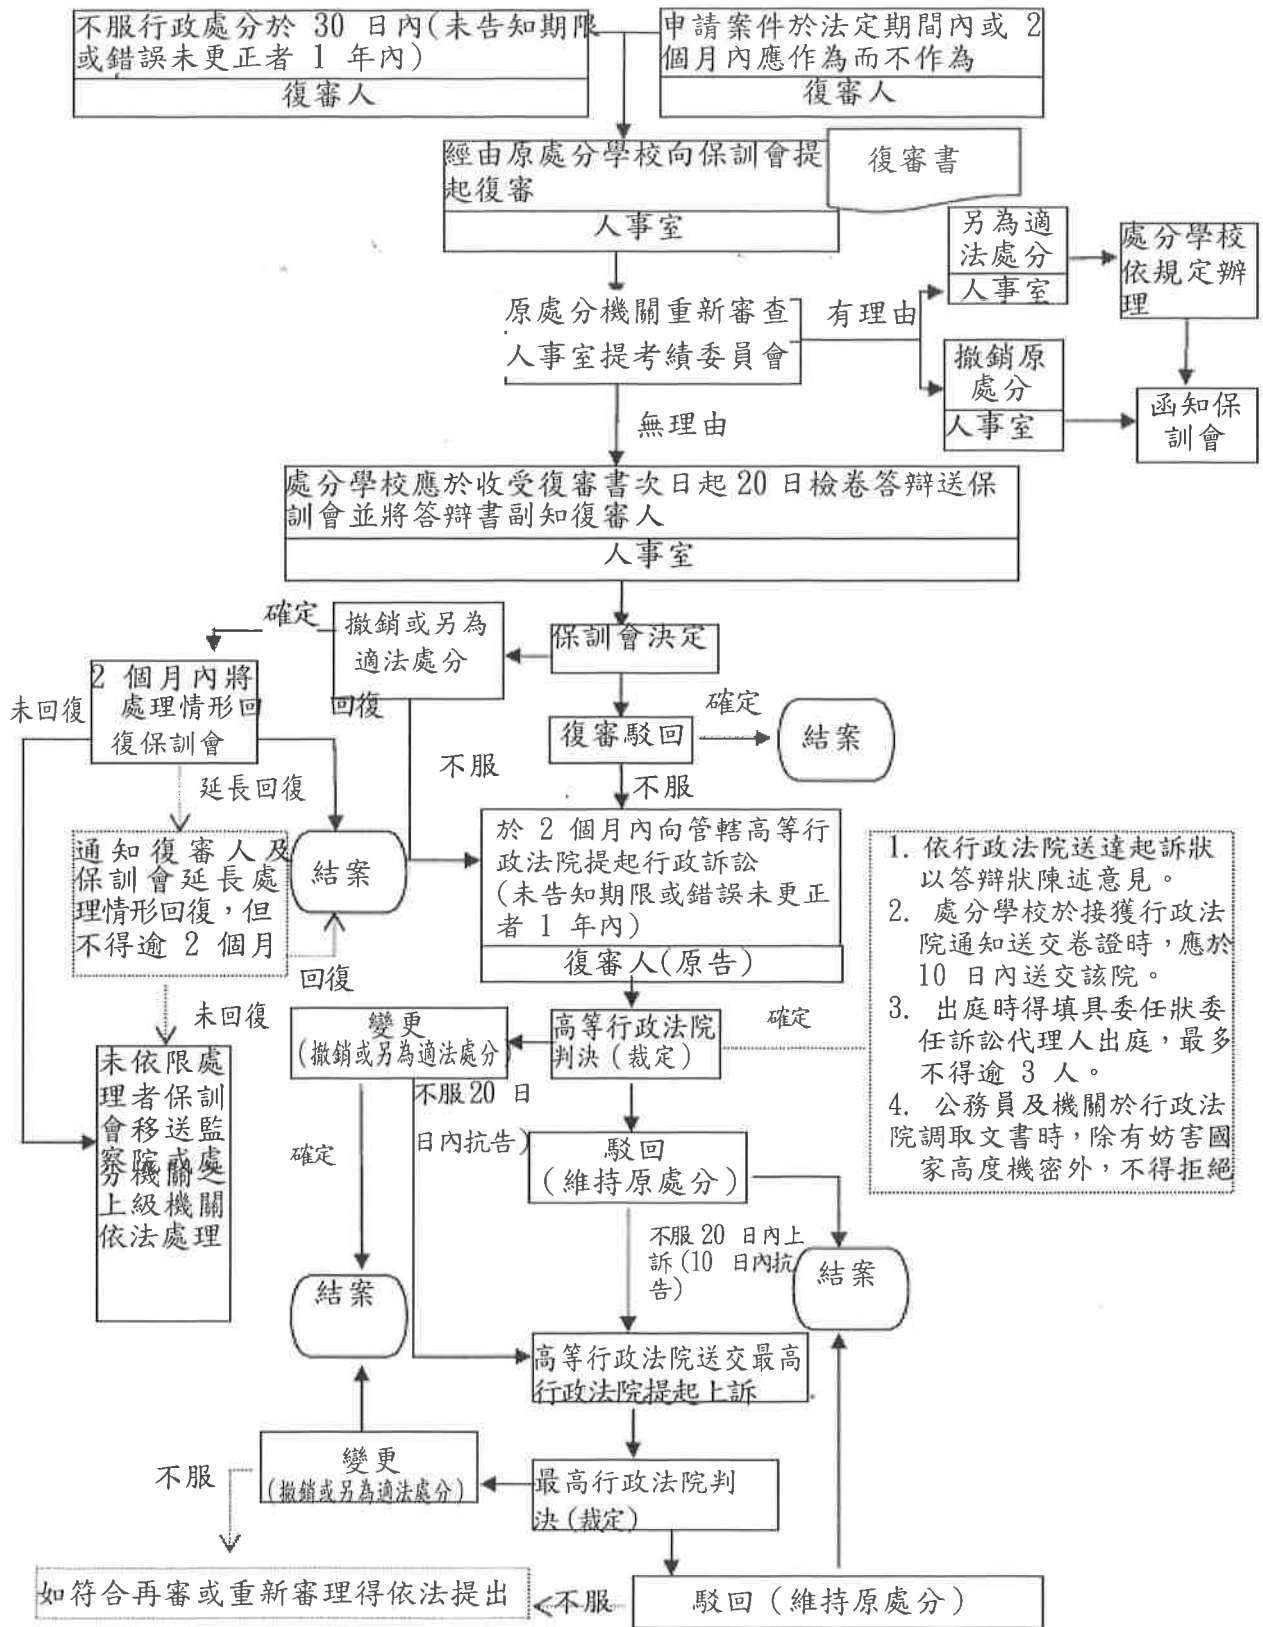 不服行政處分於 30 日內(未告知期限
或錯誤未更正者 1 年內)
復審人
申請案件於法定期間內或 2
個月內應作為而不作為
復審人
經由原處分學校向保訓會提
起復審
人事室
復審書
原處分機關重新審查
人事室提考績委員會
有理由
另為適
法處分
人事室
處分學校
依規定辦
理
撤銷原
處分
人事室
函知保
訓會
無理由
處分學校應於收受復審書次日起 20 日檢卷答辯送保
訓會並將答辯書副知復審人
人事室
保訓會決定
撤銷或另為
適法處分
確定
2 個月內將
處理情形回
復保訓會
未回復
回復
延長回復
不服
復審駁回
確定
結案
不服
通知復審人及
保訓會延長處
理情形回復，但
不得逾 2 個月
結案
回復
未回復
未依限處
理者保訓
會移送監
察院或處
分機關之
上級機關
依法處理
於 2 個月內向管轄高等行
政法院提起行政訴訟
(未告知期限或錯誤未更正
者 1 年內)
復審人(原告)
1. 依行政法院送達起訴狀
以答辯狀陳述意見。
2. 處分學校於接獲行政法
院通知送交卷證時，應於
10 日內送交該院。
3. 出庭時得填具委任狀委
任訴訟代理人出庭，最多
不得逾 3 人。
4. 公務員及機關於行政法
院調取文書時，除有妨害國
家高度機密外，不得拒絕
高等行政法院
判決(裁定)
確定
變更
(撤銷或另為適法處分)
不服20 日
日內抗告)
確定
駁回
(維持原處分)
不服20 日內上
訴(10 日內抗
告)
結案
結案
高等行政法院送交最高
行政法院提起上訴
最高行政法院判
決(裁定)
變更
(撤銷或另為適法處分)
不服
駁回(維持原處分)
不服
如符合再審或重新審理得依法提出